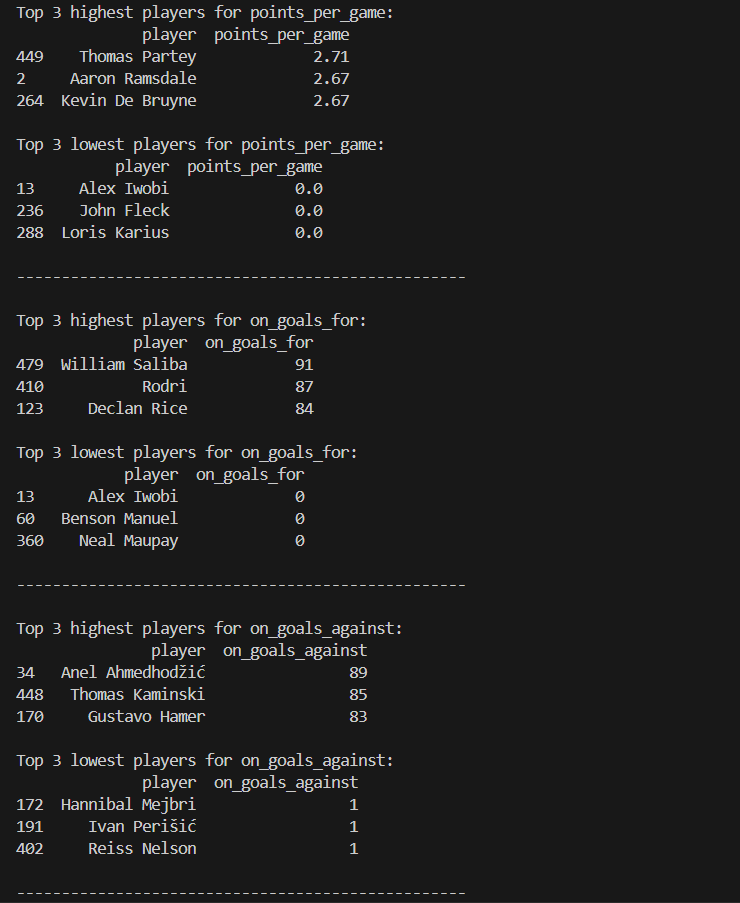 Top 3 highest players for points_per_game:
player points_per_game
449 Thomas Partey 2.71
2 Aaron Ramsdale 2.67
264 Kevin De Bruyne 2.67
Top 3 lowest players for points_per_game:
player points_per_game
13 Alex Iwobi 0.0
236 John Fleck 0.0
288 Loris Karius 0.0
--------------------------------------------------
Top 3 highest players for on_goals_for:
player on_goals_for
479 William Saliba 91
410 Rodri 87
123 Declan Rice 84
Top 3 lowest players for on_goals_for:
player on_goals_for
13 Alex Iwobi 0
60 Benson Manuel 0
360 Neal Maupay 0
--------------------------------------------------
Top 3 highest players for on_goals_against:
player on_goals_against
34 Anel Ahmedhodžić 89
448 Thomas Kaminski 85
170 Gustavo Hamer 83
Top 3 lowest players for on_goals_against:
player on_goals_against
172 Hannibal Mejbri 1
191 Ivan Perišić 1
402 Reiss Nelson 1
--------------------------------------------------